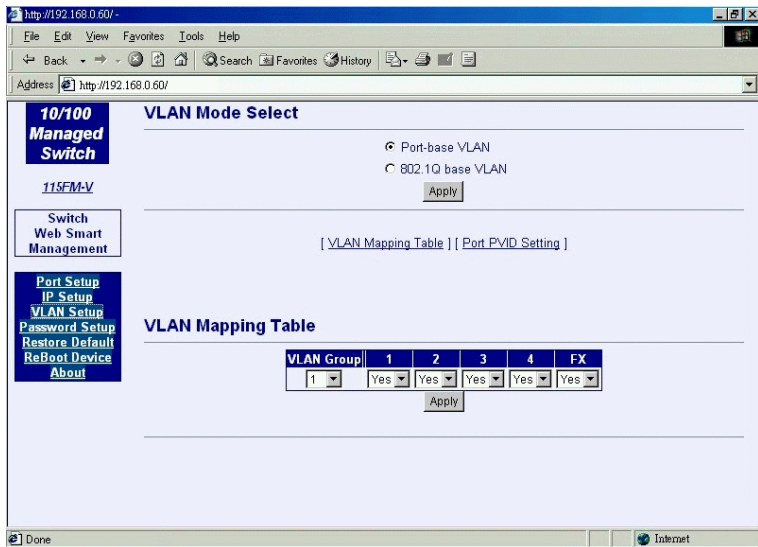 http://192.168.0.60/ -
File Edit View Favorites Tools Help
Back Search Favorites History
Address http://192.168.0.60/
10/100
Managed
Switch
115FM-V
Switch
Web Smart
Management
Port Setup
IP Setup
VLAN Setup
Password Setup
Restore Default
ReBoot Device
About
VLAN Mode Select
Port-base VLAN
802.1Q base VLAN
Apply
[ VLAN Mapping Table ] [ Port PVID Setting ]
VLAN Mapping Table
VLAN Group 1 2 3 4 FX
1 Yes Yes Yes Yes Yes
Apply
Done Internet